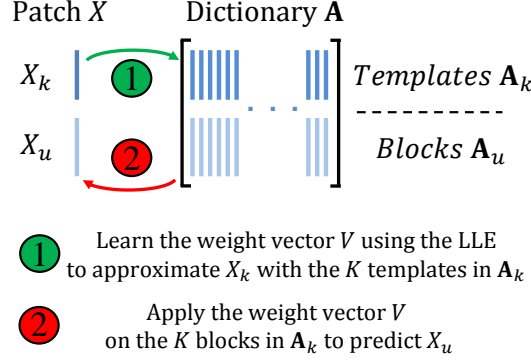 Patch X Dictionary A
X_k 1 Templates A_k
. . .
X_u 2 Blocks A_u
1 Learn the weight vector V using the LLE
to approximate X_k with the K templates in A_k
2 Apply the weight vector V
on the K blocks in A_k to predict X_u